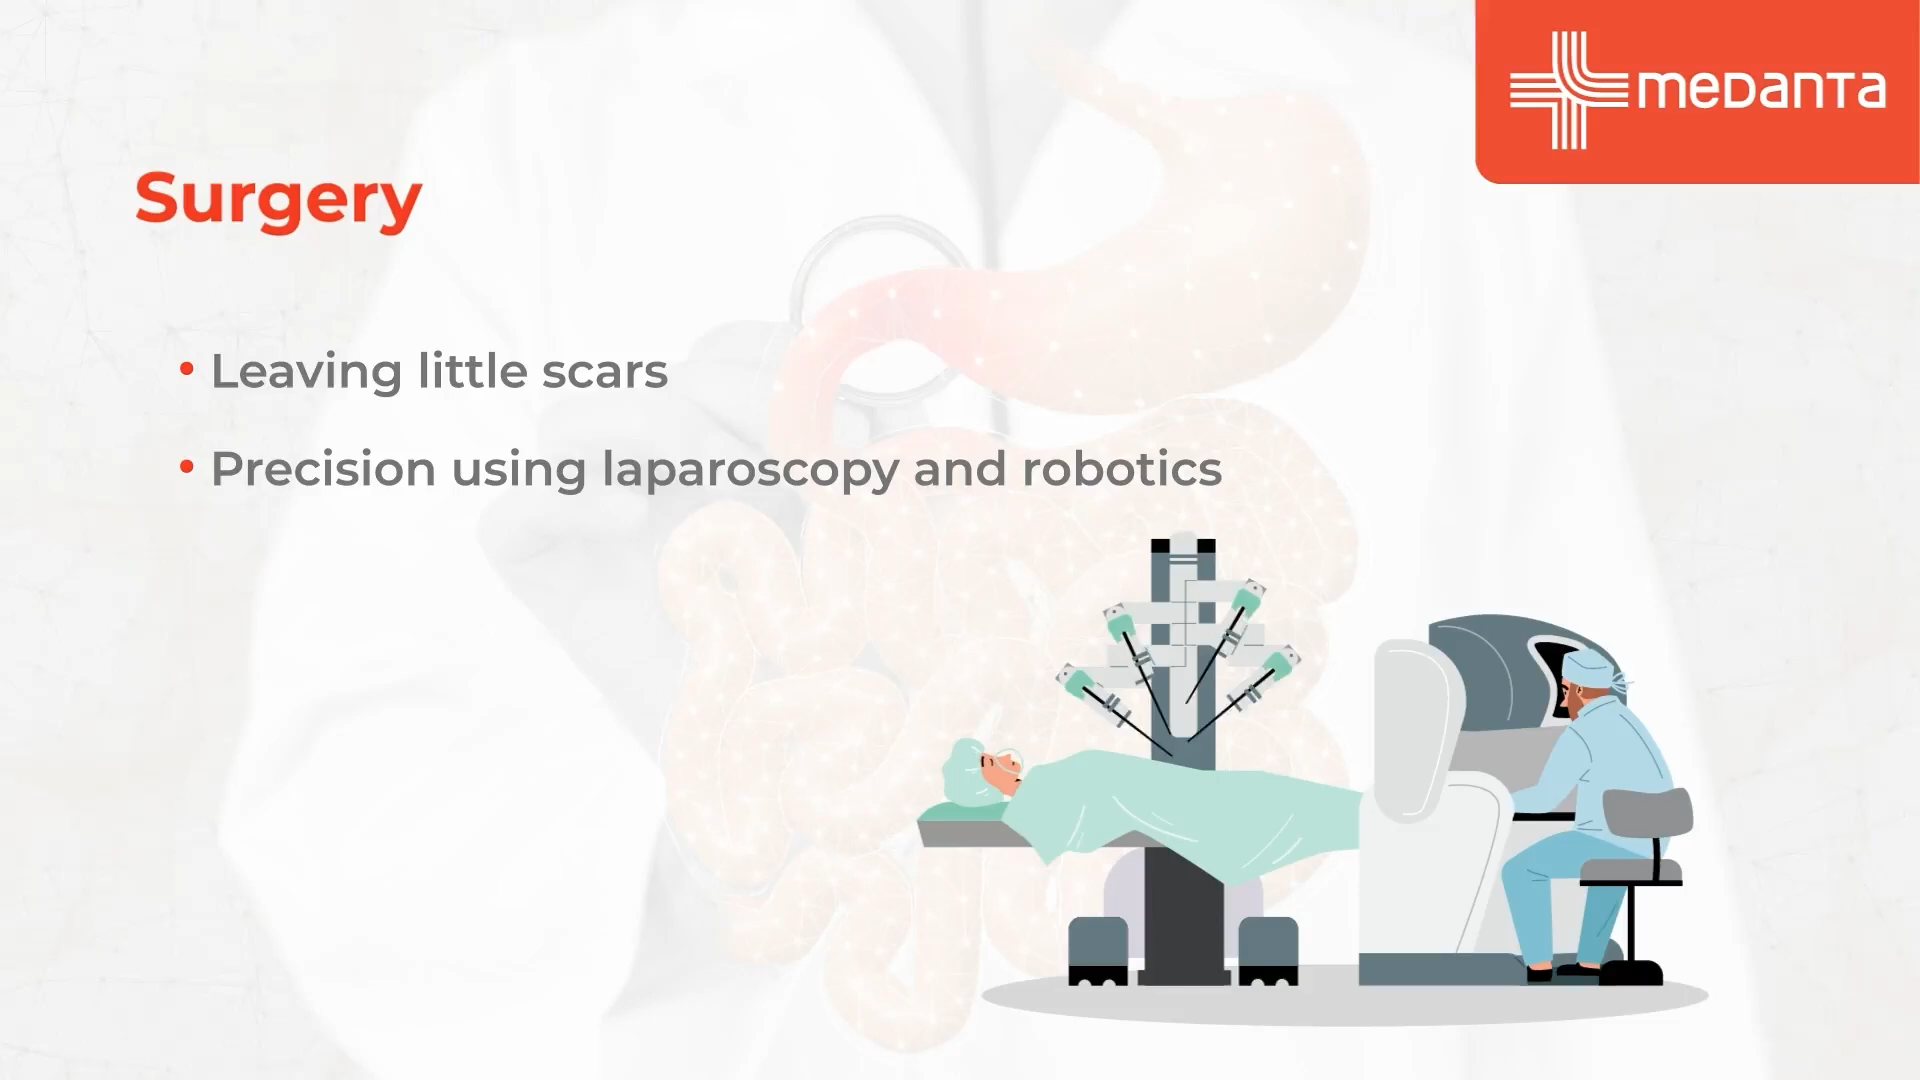 meDanTa
Surgery
• Leaving little scars
• Precision using laparoscopy and robotics